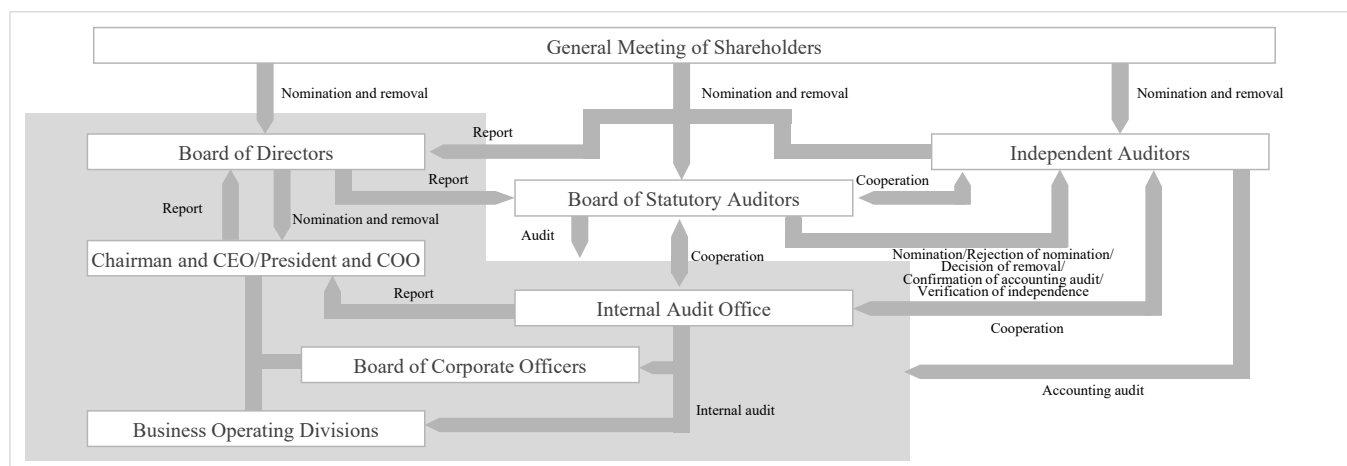 General Meeting of Shareholders
Nomination and removal
Nomination and removal
Nomination and removal
Report
Board of Directors
Independent Auditors
Report
Cooperation
Board of Statutory Auditors
Report
Nomination and removal
Audit
Chairman and CEO/President and COO
Cooperation
Nomination/Rejection of nomination/
Decision of removal/
Confirmation of accounting audit/
Verification of independence
Report
Internal Audit Office
Cooperation
Board of Corporate Officers
Accounting audit
Internal audit
Business Operating Divisions